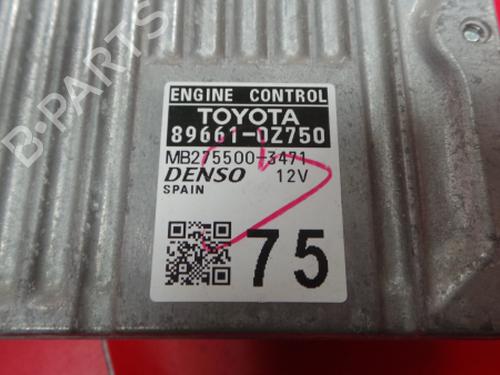 B-PARTS
ENGINE CONTROL
TOYOTA
89661-0Z750
MB275500-3471
DENSO 12V
SPAIN
75